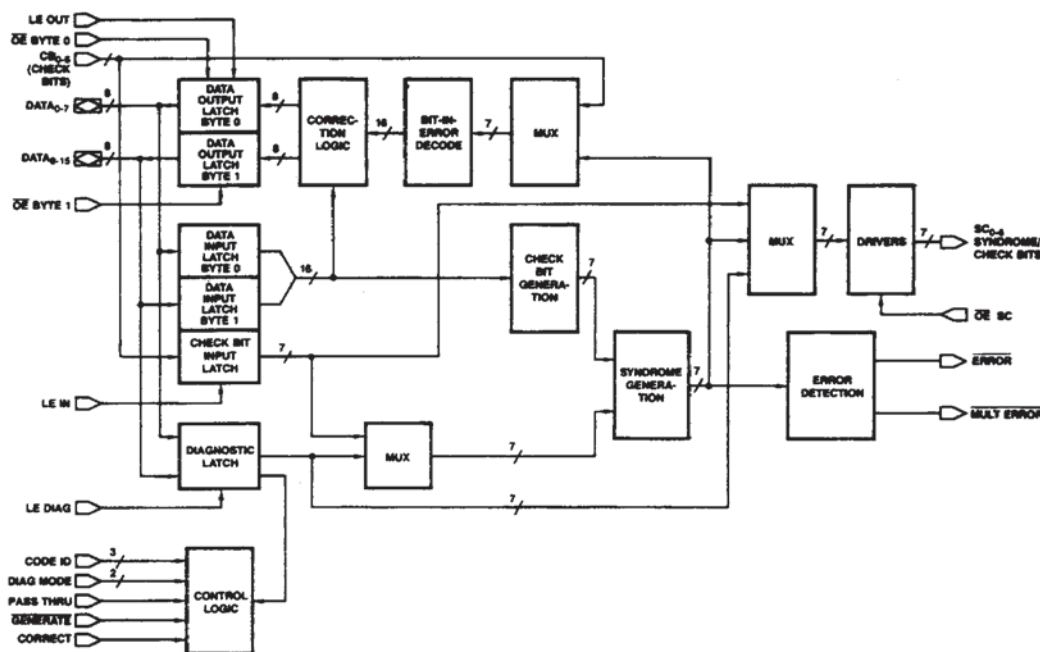 LE OUT
OE BYTE 0
CB0-6
(CHECK
BITS)
DATA0-7
8
DATA8-15
8
OE BYTE 1
DATA
OUTPUT
LATCH
BYTE 0
DATA
OUTPUT
LATCH
BYTE 1
8
8
CORREC-
TION
LOGIC
16
BIT-IN-
ERROR
DECODE
7
MUX
DATA
INPUT
LATCH
BYTE 0
DATA
INPUT
LATCH
BYTE 1
CHECK BIT
INPUT
LATCH
16
7
LE IN
CHECK
BIT
GENERA-
TION
7
MUX
7
DRIVERS
7
SC0-6
SYNDROME/
CHECK BITS
OE SC
SYNDROME
GENERA-
TION
7
ERROR
DETECTION
ERROR
MULT ERROR
DIAGNOSTIC
LATCH
MUX
7
7
LE DIAG
CODE ID
3
DIAG MODE
2
PASS THRU
GENERATE
CORRECT
CONTROL
LOGIC